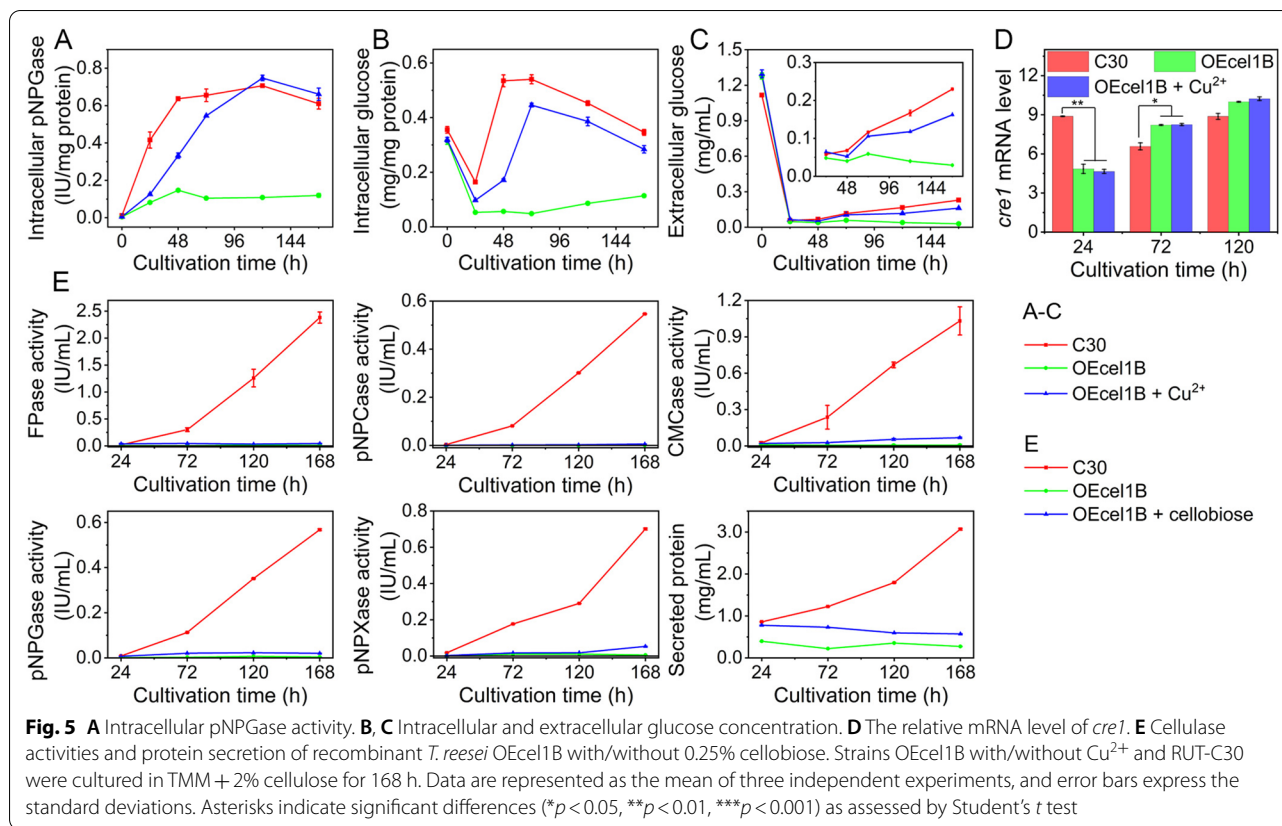 A
Intracellular pNPGase
(IU/mg protein)
0.8
0.6
0.4
0.2
0.0
0 48 96 144
Cultivation time (h)
B
Intracellular glucose
(mg/mg protein)
0.6
0.4
0.2
0.0
0 48 96 144
Cultivation time (h)
C
Extracellular glucose
(mg/mL)
1.5
1.2
0.9
0.6
0.3
0.0
0.3
0.2
0.1
0.0
48 96 144
0 48 96 144
Cultivation time (h)
D
cre1 mRNA level
15
12
9
6
3
0
C30 OEcel1B
OEcel1B + Cu²⁺
**
*
24 72 120
Cultivation time (h)
E
FPase activity
(IU/mL)
2.5
2.0
1.5
1.0
0.5
0.0
24 72 120 168
pNPCase activity
(IU/mL)
0.6
0.4
0.2
0.0
24 72 120 168
CMCase activity
(IU/mL)
1.2
0.9
0.6
0.3
0.0
24 72 120 168
A-C
C30
OEcel1B
OEcel1B + Cu²⁺
E
C30
OEcel1B
OEcel1B + cellobiose
pNPGase activity
(IU/mL)
0.6
0.4
0.2
0.0
24 72 120 168
Cultivation time (h)
pNPXase activity
(IU/mL)
0.8
0.6
0.4
0.2
0.0
24 72 120 168
Cultivation time (h)
Secreted protein
(mg/mL)
3.0
2.0
1.0
0.0
24 72 120 168
Cultivation time (h)
Fig. 5 A Intracellular pNPGase activity. B, C Intracellular and extracellular glucose concentration. D The relative mRNA level of cre1. E Cellulase
activities and protein secretion of recombinant T. reesei OEcel1B with/without 0.25% cellobiose. Strains OEcel1B with/without Cu²⁺ and RUT-C30
were cultured in TMM + 2% cellulose for 168 h. Data are represented as the mean of three independent experiments, and error bars express the
standard deviations. Asterisks indicate significant differences (*p < 0.05, **p < 0.01, ***p < 0.001) as assessed by Student's t test